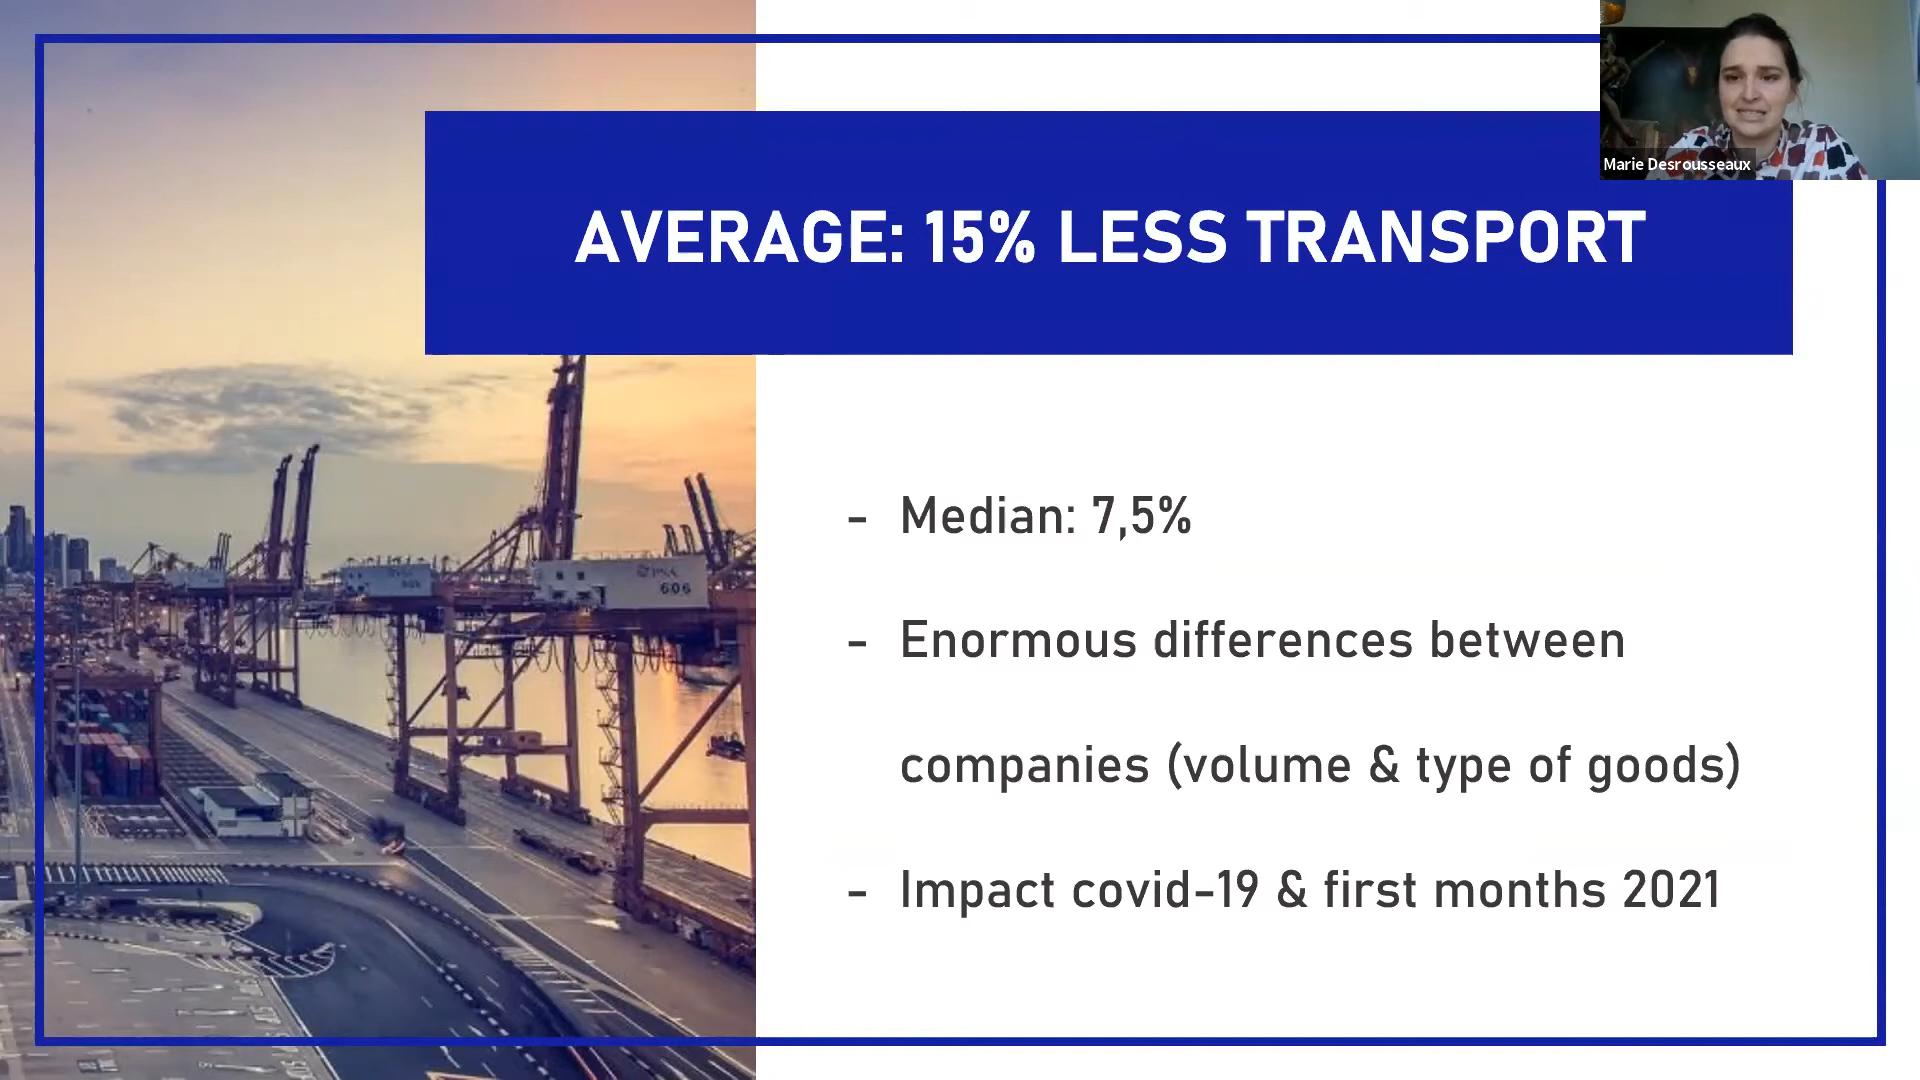 Marie Desrousseaux
AVERAGE: 15% LESS TRANSPORT
- Median: 7,5%
- Enormous differences between
companies (volume & type of goods)
- Impact covid-19 & first months 2021
606